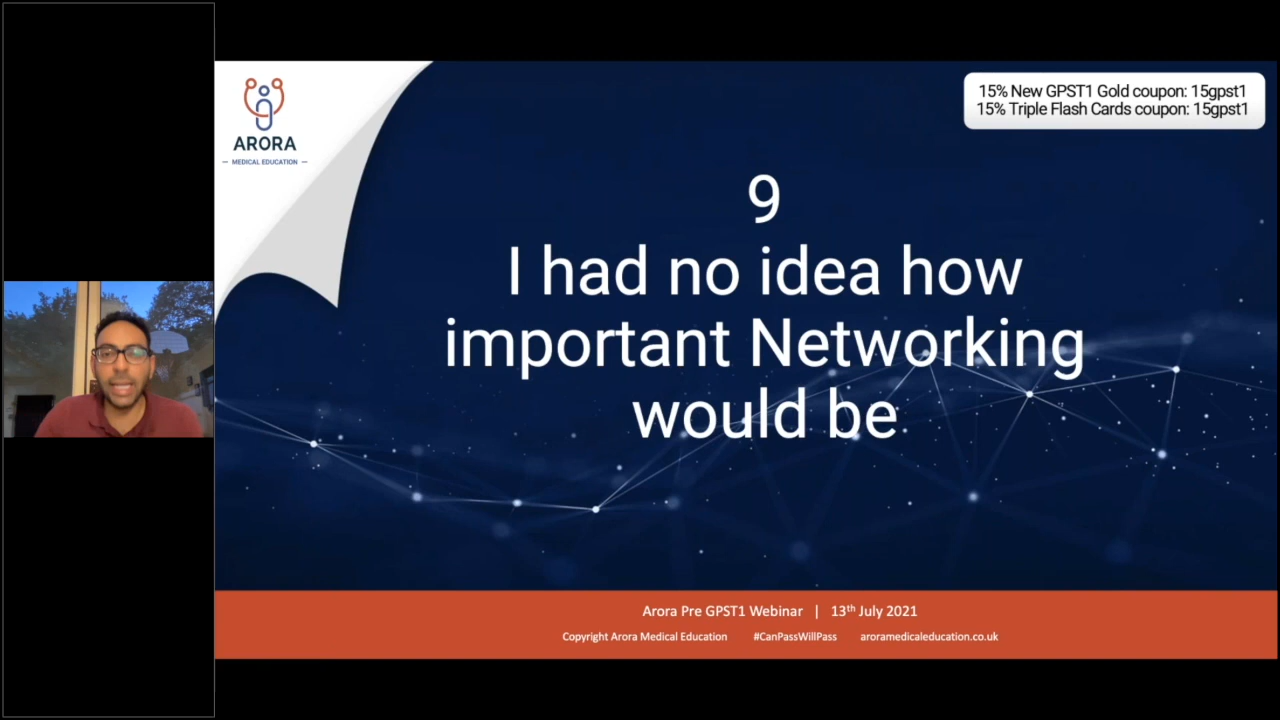 ARORA
MEDICAL EDUCATION
15% New GPST1 Gold coupon: 15gpst1
15% Triple Flash Cards coupon: 15gpst1
9
I had no idea how
important Networking
would be
Arora Pre GPST1 Webinar | 13th July 2021
Copyright Arora Medical Education #CanPassWillPass aroramedicaleducation.co.uk